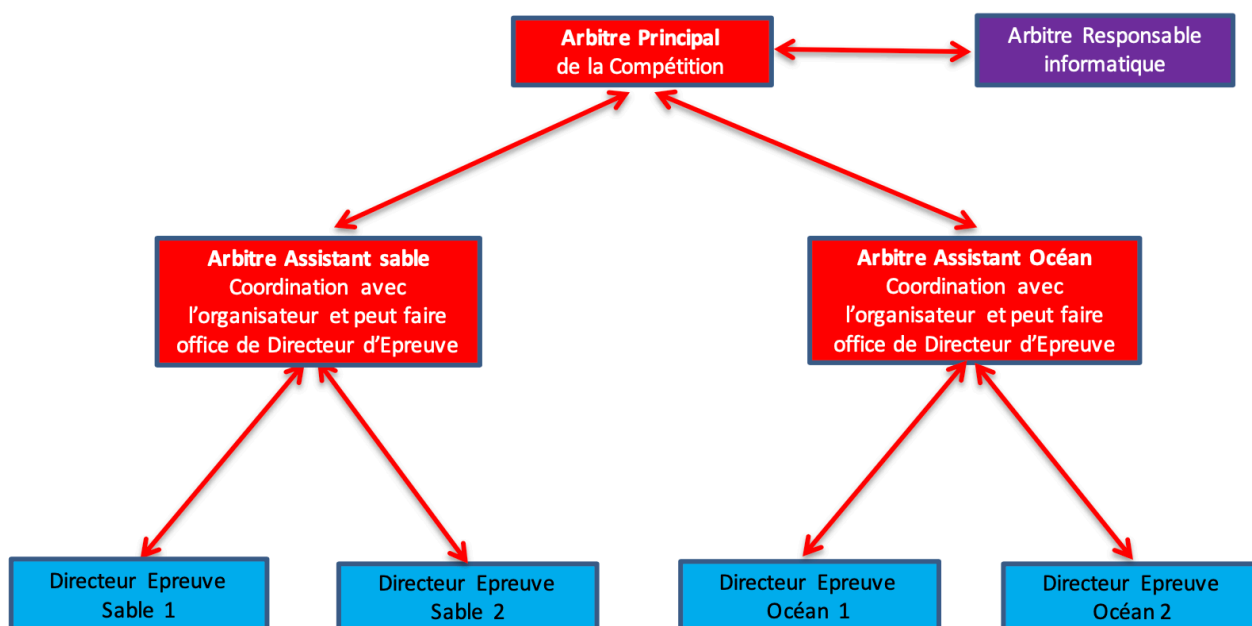 Arbitre Principal
de la Compétition
Arbitre Responsable
informatique
Arbitre Assistant sable
Coordination avec
l'organisateur et peut faire
office de Directeur d'Epreuve
Arbitre Assistant Océan
Coordination avec
l'organisateur et peut faire
office de Directeur d'Epreuve
Directeur Epreuve
Sable 1
Directeur Epreuve
Sable 2
Directeur Epreuve
Océan 1
Directeur Epreuve
Océan 2